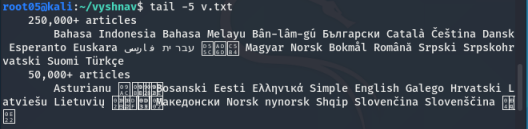 root05@kali:~/vyshnav$ tail -5 v.txt
250,000+ articles
Bahasa Indonesia Bahasa Melayu Bân-lâm-gú Български Català Čeština Dansk
Esperanto Euskara فارسی עברית Magyar Norsk Bokmål Română Srpski Srpskohr
vatski Suomi Türkçe
50,000+ articles
Asturianu Bosanski Eesti Ελληνικά Simple English Galego Hrvatski L
atviešu Lietuvių Македонски Norsk nynorsk Shqip Slovenčina Slovenščina